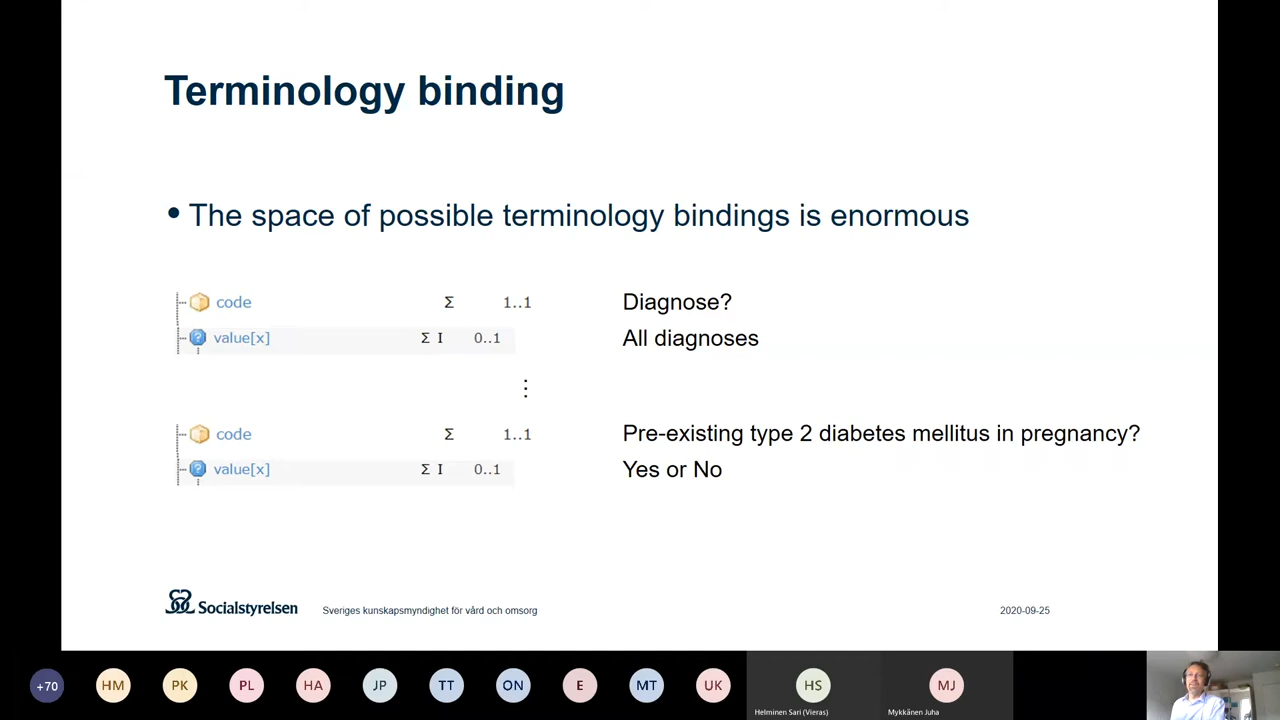 Terminology binding
• The space of possible terminology bindings is enormous
code Σ 1..1 Diagnose?
value[x] Σ I 0..1 All diagnoses
⋮
code Σ 1..1 Pre-existing type 2 diabetes mellitus in pregnancy?
value[x] Σ I 0..1 Yes or No
Socialstyrelsen Sveriges kunskapsmyndighet för vård och omsorg 2020-09-25
+70 HM PK PL HA JP TT ON E MT UK HS MJ
Helminen Sari (Vieras) Mykkänen Juha